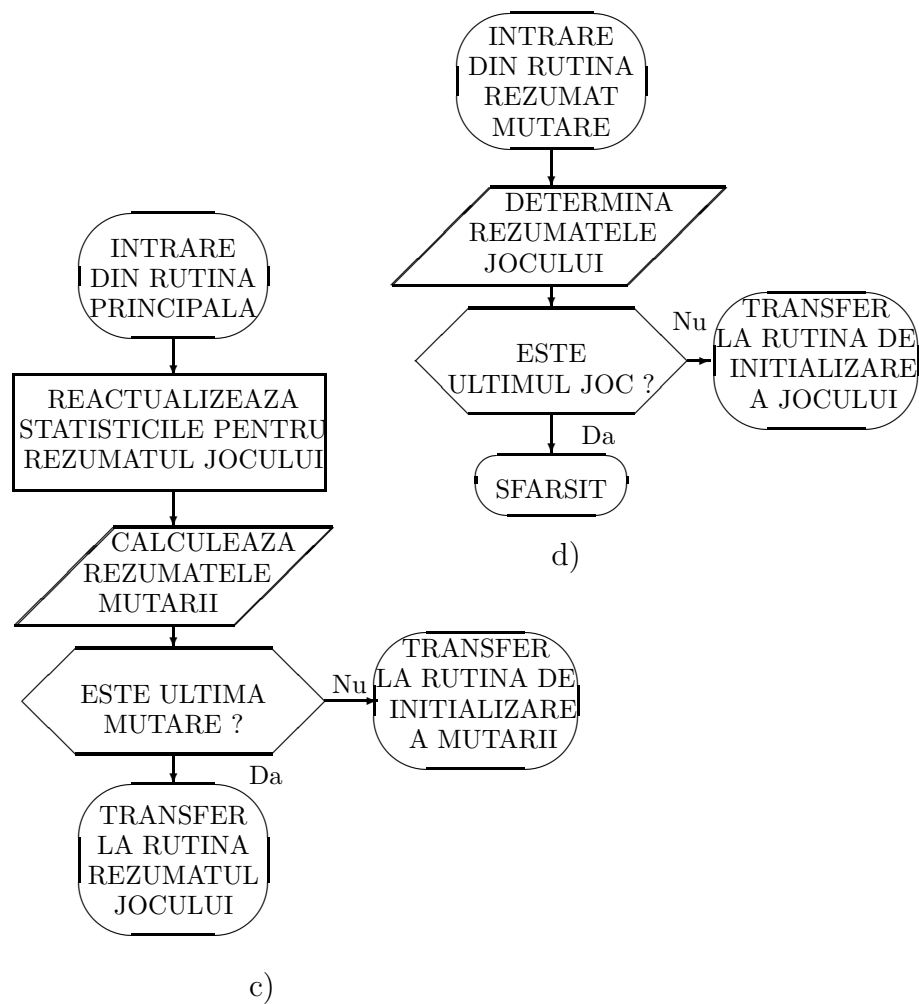 INTRARE
DIN RUTINA
PRINCIPALA
REACTUALIZEAZA
STATISTICILE PENTRU
REZUMATUL JOCULUI
CALCULEAZA
REZUMATELE
MUTARII
ESTE ULTIMA
MUTARE ?
Nu
TRANSFER
LA RUTINA DE
INITIALIZARE
A MUTARII
Da
TRANSFER
LA RUTINA
REZUMATUL
JOCULUI
c)
INTRARE
DIN RUTINA
REZUMAT
MUTARE
DETERMINA
REZUMATELE
JOCULUI
ESTE
ULTIMUL JOC ?
Nu
TRANSFER
LA RUTINA DE
INITIALIZARE
A JOCULUI
Da
SFARSIT
d)